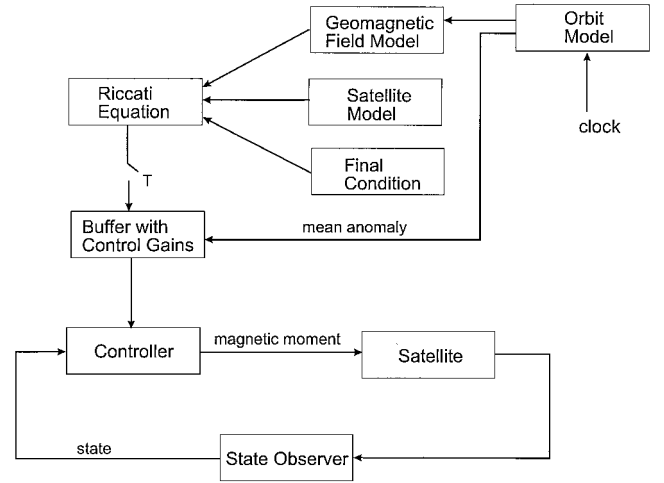 Geomagnetic
Field Model
Orbit
Model
Riccati
Equation
Satellite
Model
clock
Final
Condition
T
Buffer with
Control Gains
mean anomaly
Controller
magnetic moment
Satellite
state
State Observer